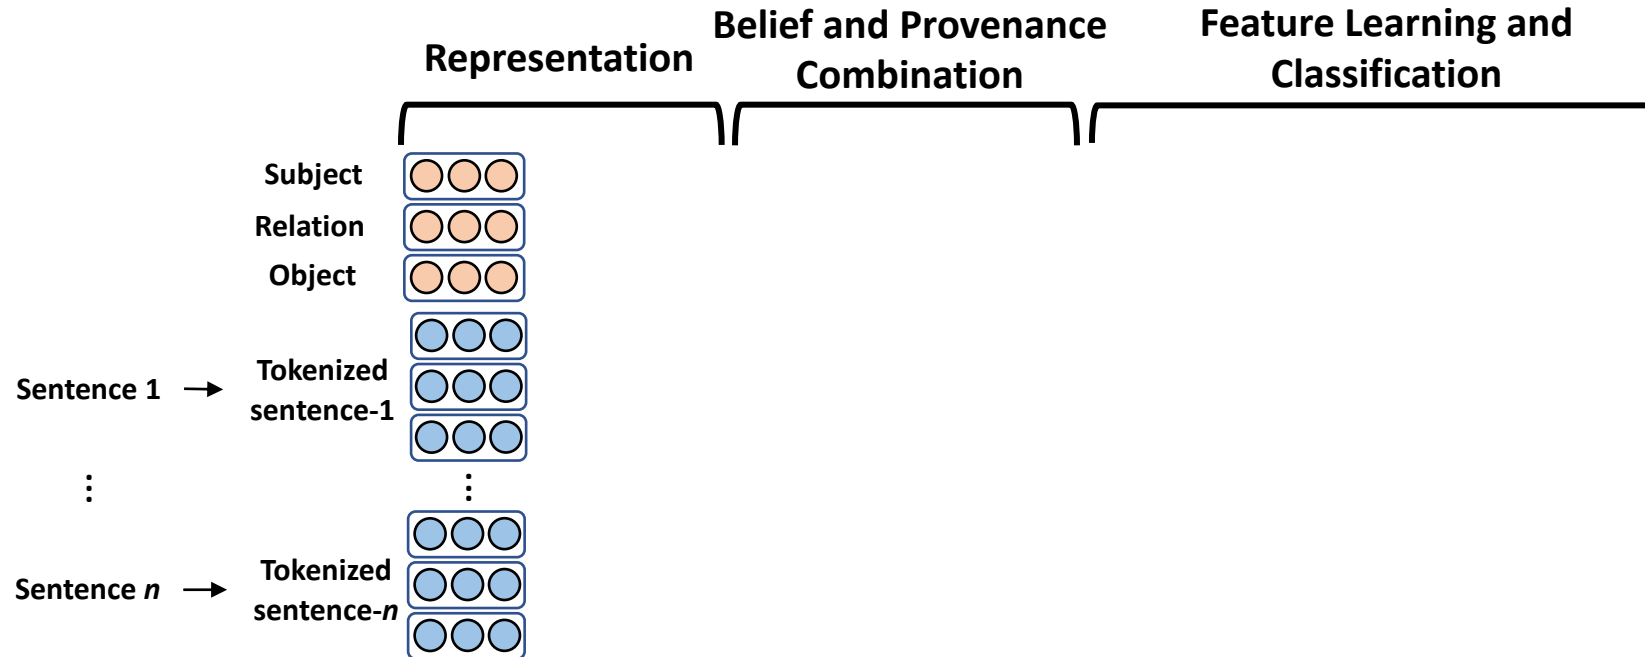 Representation
Belief and Provenance
Combination
Feature Learning and
Classification
Subject
Relation
Object
Sentence 1
Tokenized
sentence-1
⋮
⋮
Sentence n
Tokenized
sentence-n